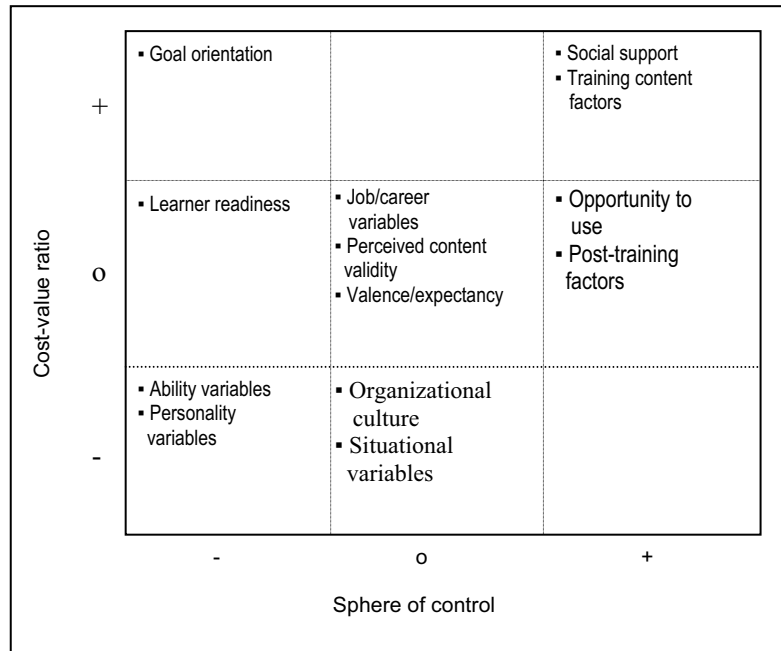 Cost-value ratio
+
▪ Goal orientation
▪ Social support
▪ Training content
factors
o
▪ Learner readiness
▪ Job/career
variables
▪ Perceived content
validity
▪ Valence/expectancy
▪ Opportunity to
use
▪ Post-training
factors
-
▪ Ability variables
▪ Personality
variables
▪ Organizational
culture
▪ Situational
variables
- o +
Sphere of control